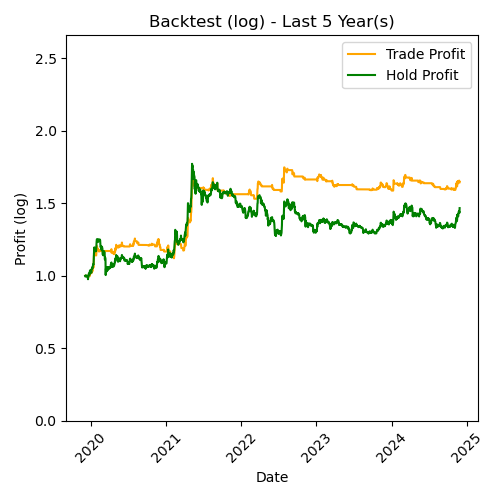 Backtest (log) - Last 5 Year(s)
Trade Profit
Hold Profit
Profit (log)
2.5
2.0
1.5
1.0
0.5
0.0
2020
2021
2022
2023
2024
2025
Date